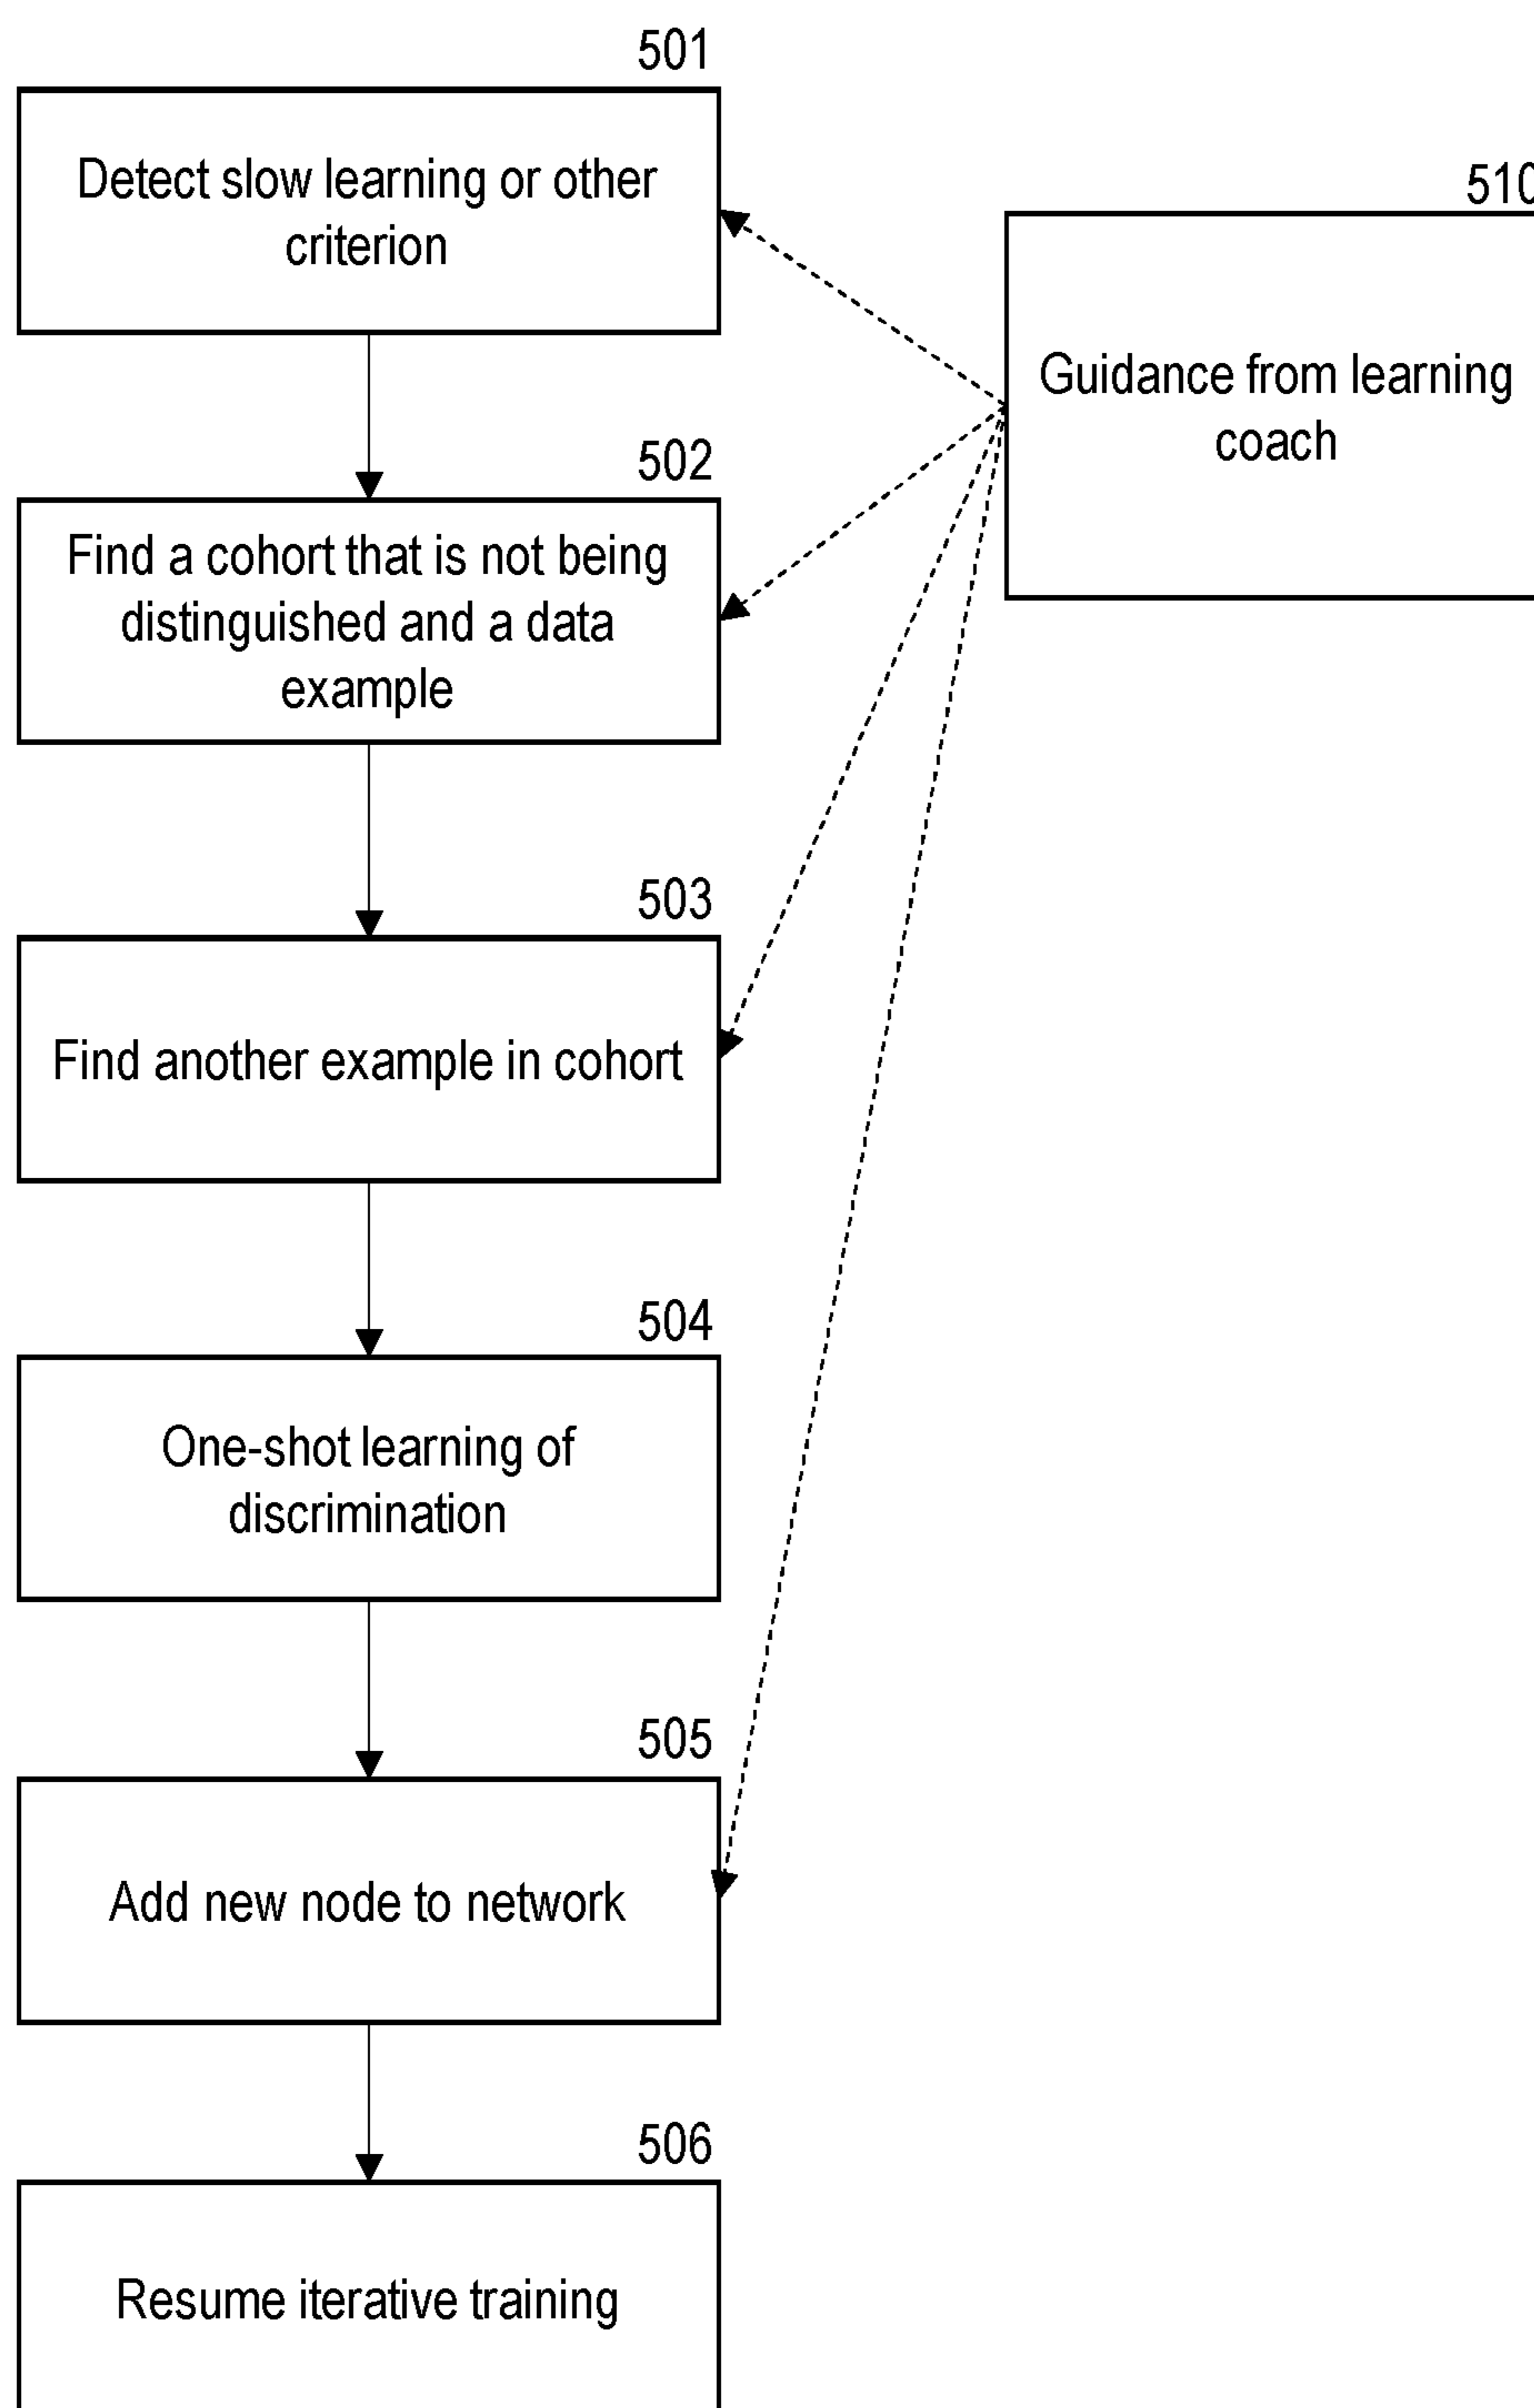 501
Detect slow learning or other
criterion
510
Guidance from learning
coach
502
Find a cohort that is not being
distinguished and a data
example
503
Find another example in cohort
504
One-shot learning of
discrimination
505
Add new node to network
506
Resume iterative training